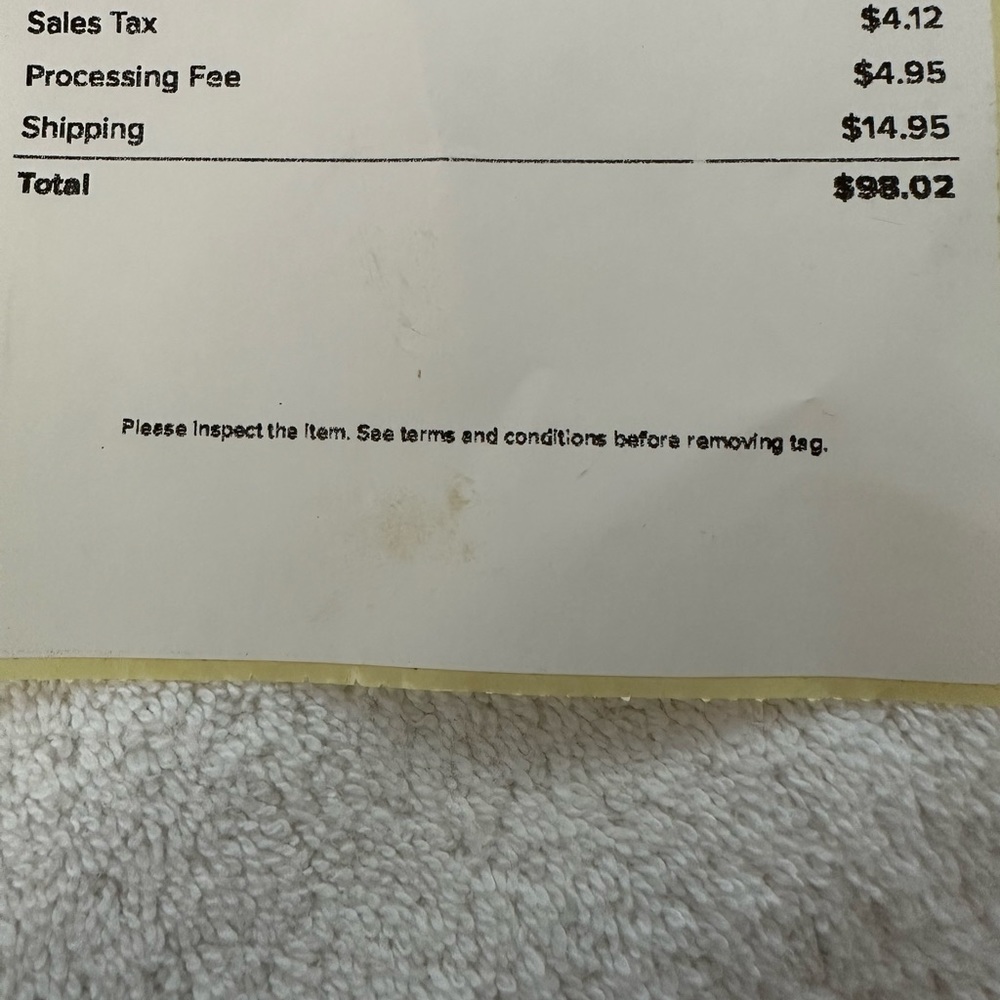 Sales Tax $4.12
Processing Fee $4.95
Shipping $14.95
Total $98.02
Please Inspect the Item. See terms and conditions before removing tag.